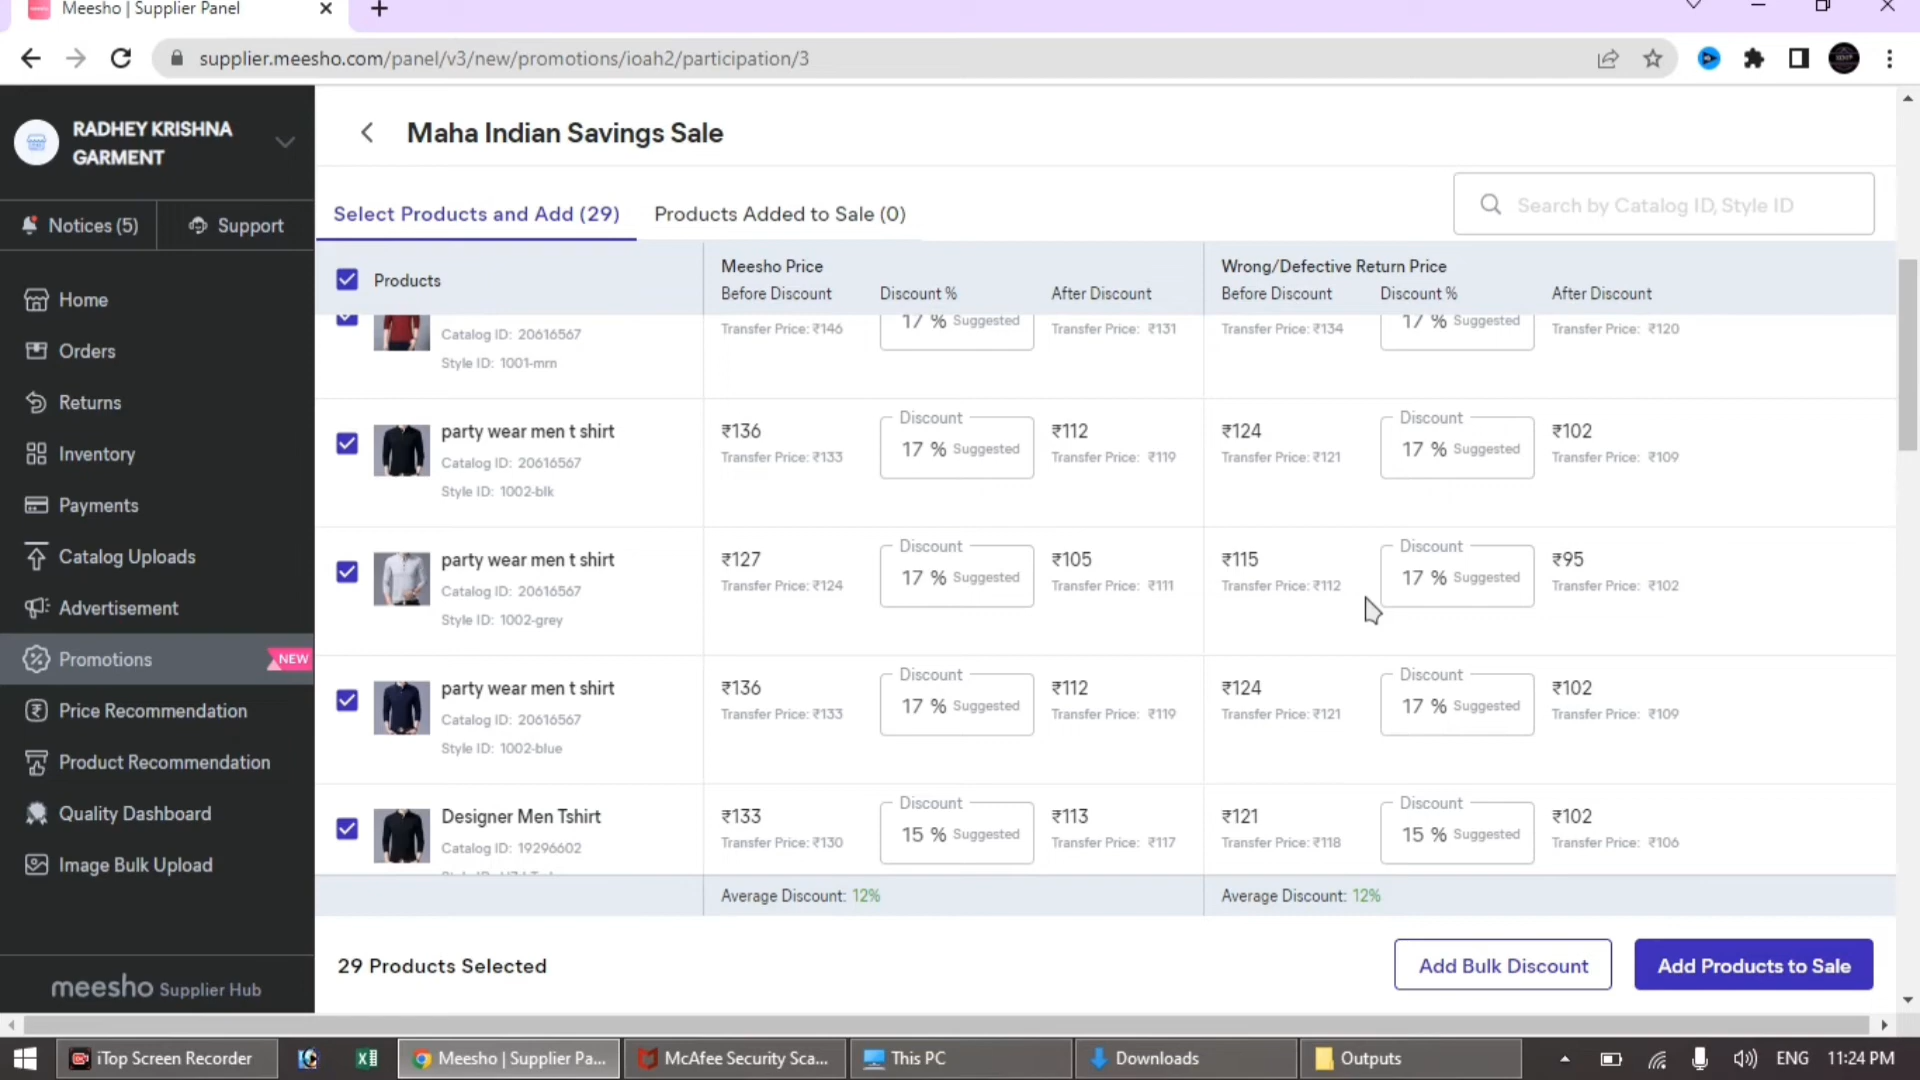 Meesho | Supplier Panel
supplier.meesho.com/panel/v3/new/promotions/ioah2/participation/3
RADHEY KRISHNA
GARMENT
Notices (5)
Support
Home
Orders
Returns
Inventory
Payments
Catalog Uploads
Advertisement
Promotions
NEW
Price Recommendation
Product Recommendation
Quality Dashboard
Image Bulk Upload
meesho Supplier Hub
Maha Indian Savings Sale
Select Products and Add (29)
Products Added to Sale (0)
Search by Catalog ID, Style ID
Products
Meesho Price
Before Discount Discount % After Discount
Wrong/Defective Return Price
Before Discount Discount % After Discount
Catalog ID: 20616567
Style ID: 1001-mrn
Transfer Price: ₹146
17 % Suggested
Transfer Price: ₹131
Transfer Price: ₹134
17 % Suggested
Transfer Price: ₹120
party wear men t shirt
Catalog ID: 20616567
Style ID: 1002-blk
₹136
Transfer Price: ₹133
Discount
17 % Suggested
₹112
Transfer Price: ₹119
₹124
Transfer Price: ₹121
Discount
17 % Suggested
₹102
Transfer Price: ₹109
party wear men t shirt
Catalog ID: 20616567
Style ID: 1002-grey
₹127
Transfer Price: ₹124
Discount
17 % Suggested
₹105
Transfer Price: ₹111
₹115
Transfer Price: ₹112
Discount
17 % Suggested
₹95
Transfer Price: ₹102
party wear men t shirt
Catalog ID: 20616567
Style ID: 1002-blue
₹136
Transfer Price: ₹133
Discount
17 % Suggested
₹112
Transfer Price: ₹119
₹124
Transfer Price: ₹121
Discount
17 % Suggested
₹102
Transfer Price: ₹109
Designer Men Tshirt
Catalog ID: 19296602
₹133
Transfer Price: ₹130
Discount
15 % Suggested
₹113
Transfer Price: ₹117
₹121
Transfer Price: ₹118
Discount
15 % Suggested
₹102
Transfer Price: ₹106
Average Discount: 12%
Average Discount: 12%
29 Products Selected
Add Bulk Discount
Add Products to Sale
iTop Screen Recorder
Meesho | Supplier Pa...
McAfee Security Sca...
This PC
Downloads
Outputs
ENG
11:24 PM